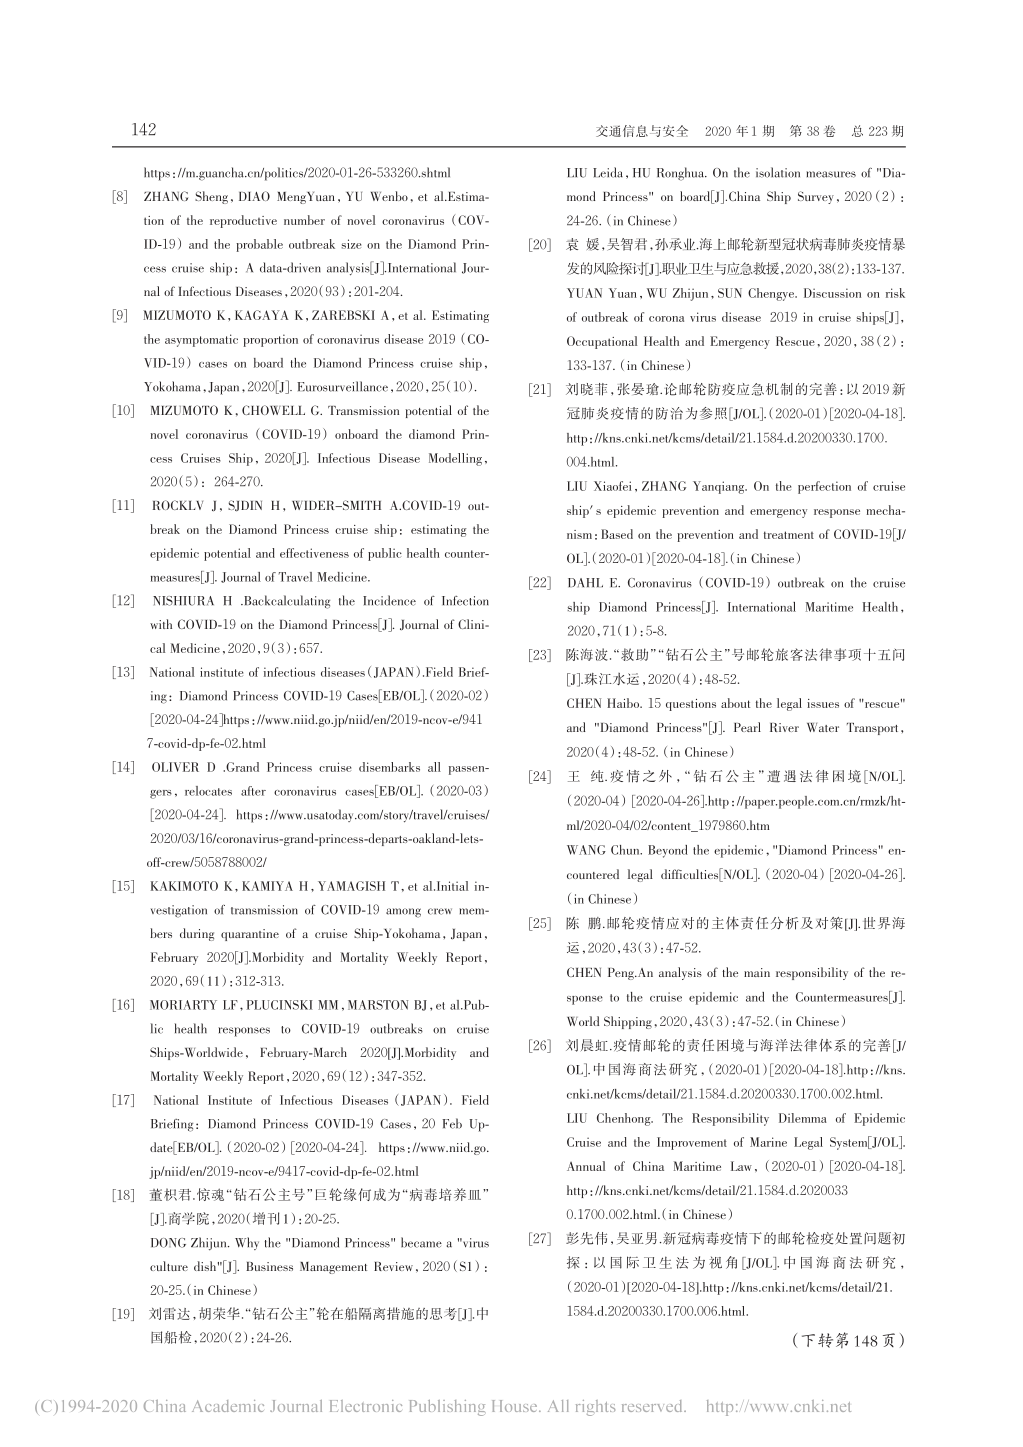 142
交通信息与安全 2020 年 1 期 第 38 卷 总 223 期
https://m.guancha.cn/politics/2020-01-26-533260.shtml
[8] ZHANG Sheng, DIAO MengYuan, YU Wenbo, et al.Estima-
tion of the reproductive number of novel coronavirus (COV-
ID-19) and the probable outbreak size on the Diamond Prin-
cess cruise ship: A data-driven analysis[J].International Jour-
nal of Infectious Diseases,2020(93):201-204.
[9] MIZUMOTO K,KAGAYA K,ZAREBSKI A,et al. Estimating
the asymptomatic proportion of coronavirus disease 2019 (CO-
VID-19) cases on board the Diamond Princess cruise ship,
Yokohama,Japan,2020[J]. Eurosurveillance,2020,25(10).
[10] MIZUMOTO K, CHOWELL G. Transmission potential of the
novel coronavirus (COVID-19) onboard the diamond Prin-
cess Cruises Ship, 2020[J]. Infectious Disease Modelling,
2020(5): 264-270.
[11] ROCKLV J, SJDIN H, WIDER-SMITH A.COVID-19 out-
break on the Diamond Princess cruise ship: estimating the
epidemic potential and effectiveness of public health counter-
measures[J]. Journal of Travel Medicine.
[12] NISHIURA H .Backcalculating the Incidence of Infection
with COVID-19 on the Diamond Princess[J]. Journal of Clini-
cal Medicine,2020,9(3):657.
[13] National institute of infectious diseases(JAPAN).Field Brief-
ing: Diamond Princess COVID-19 Cases[EB/OL].(2020-02)
[2020-04-24]https://www.niid.go.jp/niid/en/2019-ncov-e/941
7-covid-dp-fe-02.html
[14] OLIVER D .Grand Princess cruise disembarks all passen-
gers, relocates after coronavirus cases[EB/OL]. (2020-03)
[2020-04-24]. https://www.usatoday.com/story/travel/cruises/
2020/03/16/coronavirus-grand-princess-departs-oakland-lets-
off-crew/5058788002/
[15] KAKIMOTO K,KAMIYA H,YAMAGISH T,et al.Initial in-
vestigation of transmission of COVID-19 among crew mem-
bers during quarantine of a cruise Ship-Yokohama, Japan,
February 2020[J].Morbidity and Mortality Weekly Report,
2020,69(11):312-313.
[16] MORIARTY LF,PLUCINSKI MM,MARSTON BJ,et al.Pub-
lic health responses to COVID-19 outbreaks on cruise
Ships-Worldwide, February-March 2020[J].Morbidity and
Mortality Weekly Report,2020,69(12):347-352.
[17] National Institute of Infectious Diseases (JAPAN). Field
Briefing: Diamond Princess COVID-19 Cases, 20 Feb Up-
date[EB/OL]. (2020-02) [2020-04-24]. https://www.niid.go.
jp/niid/en/2019-ncov-e/9417-covid-dp-fe-02.html
[18] 董枳君.惊魂“钻石公主号”巨轮缘何成为“病毒培养皿”
[J].商学院,2020(增刊1):20-25.
DONG Zhijun. Why the "Diamond Princess" became a "virus
culture dish"[J]. Business Management Review, 2020 (S1):
20-25.(in Chinese)
[19] 刘雷达,胡荣华.“钻石公主”轮在船隔离措施的思考[J].中
国船检,2020(2):24-26.
LIU Leida, HU Ronghua. On the isolation measures of "Dia-
mond Princess" on board[J].China Ship Survey, 2020 (2):
24-26. (in Chinese)
[20] 袁 媛,吴智君,孙承业.海上邮轮新型冠状病毒肺炎疫情暴
发的风险探讨[J].职业卫生与应急救援,2020,38(2):133-137.
YUAN Yuan, WU Zhijun, SUN Chengye. Discussion on risk
of outbreak of corona virus disease 2019 in cruise ships[J],
Occupational Health and Emergency Rescue, 2020, 38 (2):
133-137. (in Chinese)
[21] 刘晓菲,张晏瑲.论邮轮防疫应急机制的完善:以2019新
冠肺炎疫情的防治为参照[J/OL].(2020-01)[2020-04-18].
http://kns.cnki.net/kcms/detail/21.1584.d.20200330.1700.
004.html.
LIU Xiaofei, ZHANG Yanqiang. On the perfection of cruise
ship's epidemic prevention and emergency response mecha-
nism:Based on the prevention and treatment of COVID-19[J/
OL].(2020-01)[2020-04-18].(in Chinese)
[22] DAHL E. Coronavirus (COVID-19) outbreak on the cruise
ship Diamond Princess[J]. International Maritime Health,
2020,71(1):5-8.
[23] 陈海波.“救助”“钻石公主”号邮轮旅客法律事项十五问
[J].珠江水运,2020(4):48-52.
CHEN Haibo. 15 questions about the legal issues of "rescue"
and "Diamond Princess"[J]. Pearl River Water Transport,
2020(4):48-52. (in Chinese)
[24] 王 纯.疫情之外,“钻石公主”遭遇法律困境[N/OL].
(2020-04) [2020-04-26].http://paper.people.com.cn/rmzk/ht-
ml/2020-04/02/content_1979860.htm
WANG Chun. Beyond the epidemic,"Diamond Princess" en-
countered legal difficulties[N/OL]. (2020-04) [2020-04-26].
(in Chinese)
[25] 陈 鹏.邮轮疫情应对的主体责任分析及对策[J].世界海
运,2020,43(3):47-52.
CHEN Peng.An analysis of the main responsibility of the re-
sponse to the cruise epidemic and the Countermeasures[J].
World Shipping,2020,43(3):47-52.(in Chinese)
[26] 刘晨虹.疫情邮轮的责任困境与海洋法律体系的完善[J/
OL].中国海商法研究,(2020-01)[2020-04-18].http://kns.
cnki.net/kcms/detail/21.1584.d.20200330.1700.002.html.
LIU Chenhong. The Responsibility Dilemma of Epidemic
Cruise and the Improvement of Marine Legal System[J/OL].
Annual of China Maritime Law, (2020-01) [2020-04-18].
http://kns.cnki.net/kcms/detail/21.1584.d.2020033
0.1700.002.html.(in Chinese)
[27] 彭先伟,吴亚男.新冠病毒疫情下的邮轮检疫处置问题初
探:以国际卫生法为视角[J/OL].中国海商法研究,
(2020-01)[2020-04-18].http://kns.cnki.net/kcms/detail/21.
1584.d.20200330.1700.006.html.
(下转第 148 页)
(C)1994-2020 China Academic Journal Electronic Publishing House. All rights reserved. http://www.cnki.net